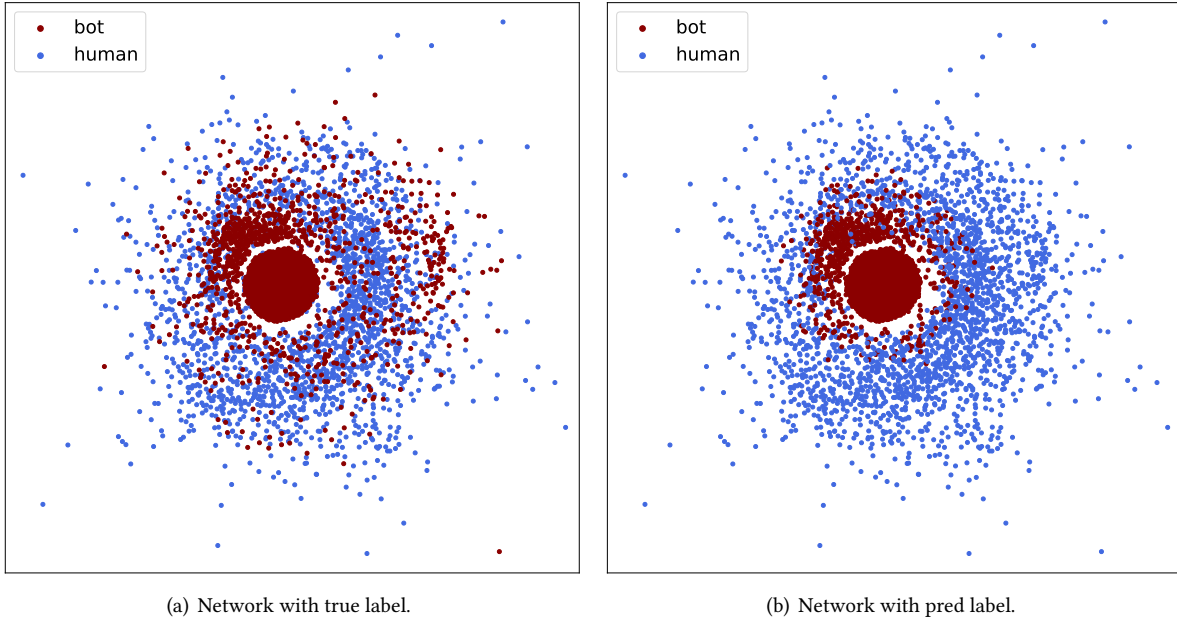 bot
human
bot
human
(a) Network with true label.
(b) Network with pred label.